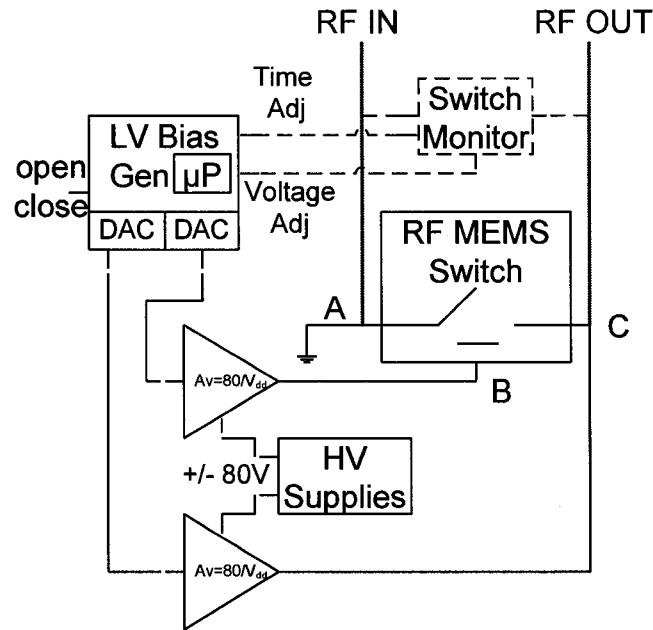 RF IN
RF OUT
Time
Adj
Switch
Monitor
LV Bias
Gen μP
open
close
Voltage
Adj
DAC
DAC
RF MEMS
Switch
A
C
B
Av=80/Vdd
+/- 80V
HV
Supplies
Av=80/Vdd